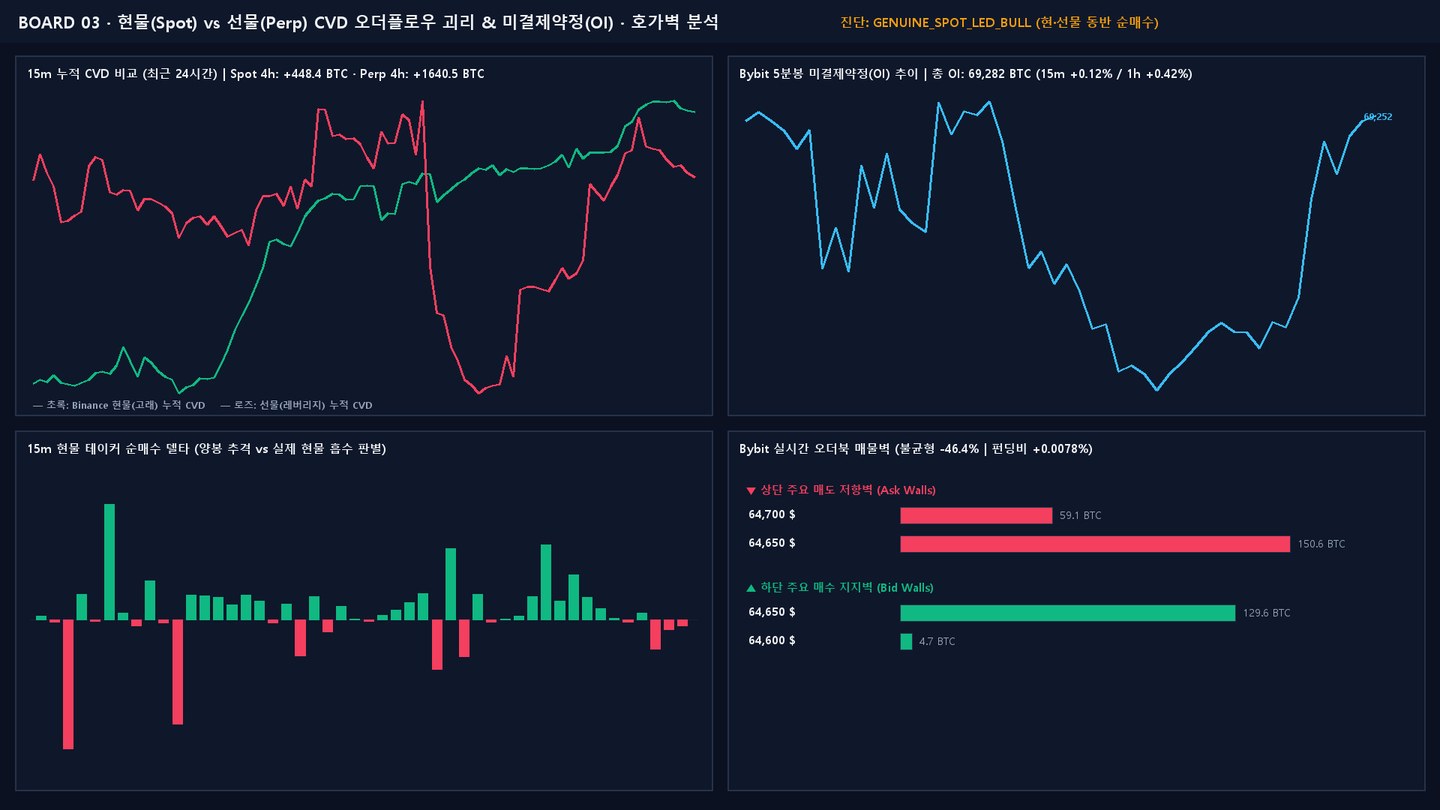 BOARD 03 · 현물(Spot) vs 선물(Perp) CVD 오더플로우 괴리 & 미결제약정(OI) · 호가벽 분석
진단: GENUINE_SPOT_LED_BULL (현·선물 동반 순매수)
15m 누적 CVD 비교 (최근 24시간) | Spot 4h: +448.4 BTC · Perp 4h: +1640.5 BTC
— 초록: Binance 현물(고래) 누적 CVD
— 로즈: 선물(레버리지) 누적 CVD
Bybit 5분봉 미결제약정(OI) 추이 | 총 OI: 69,282 BTC (15m +0.12% / 1h +0.42%)
69,252
15m 현물 테이커 순매수 델타 (양봉 추격 vs 실제 현물 흡수 판별)
Bybit 실시간 오더북 매물벽 (불균형 -46.4% | 펀딩비 +0.0078%)
▼ 상단 주요 매도 저항벽 (Ask Walls)
64,700 $ 59.1 BTC
64,650 $ 150.6 BTC
▲ 하단 주요 매수 지지벽 (Bid Walls)
64,650 $ 129.6 BTC
64,600 $ 4.7 BTC